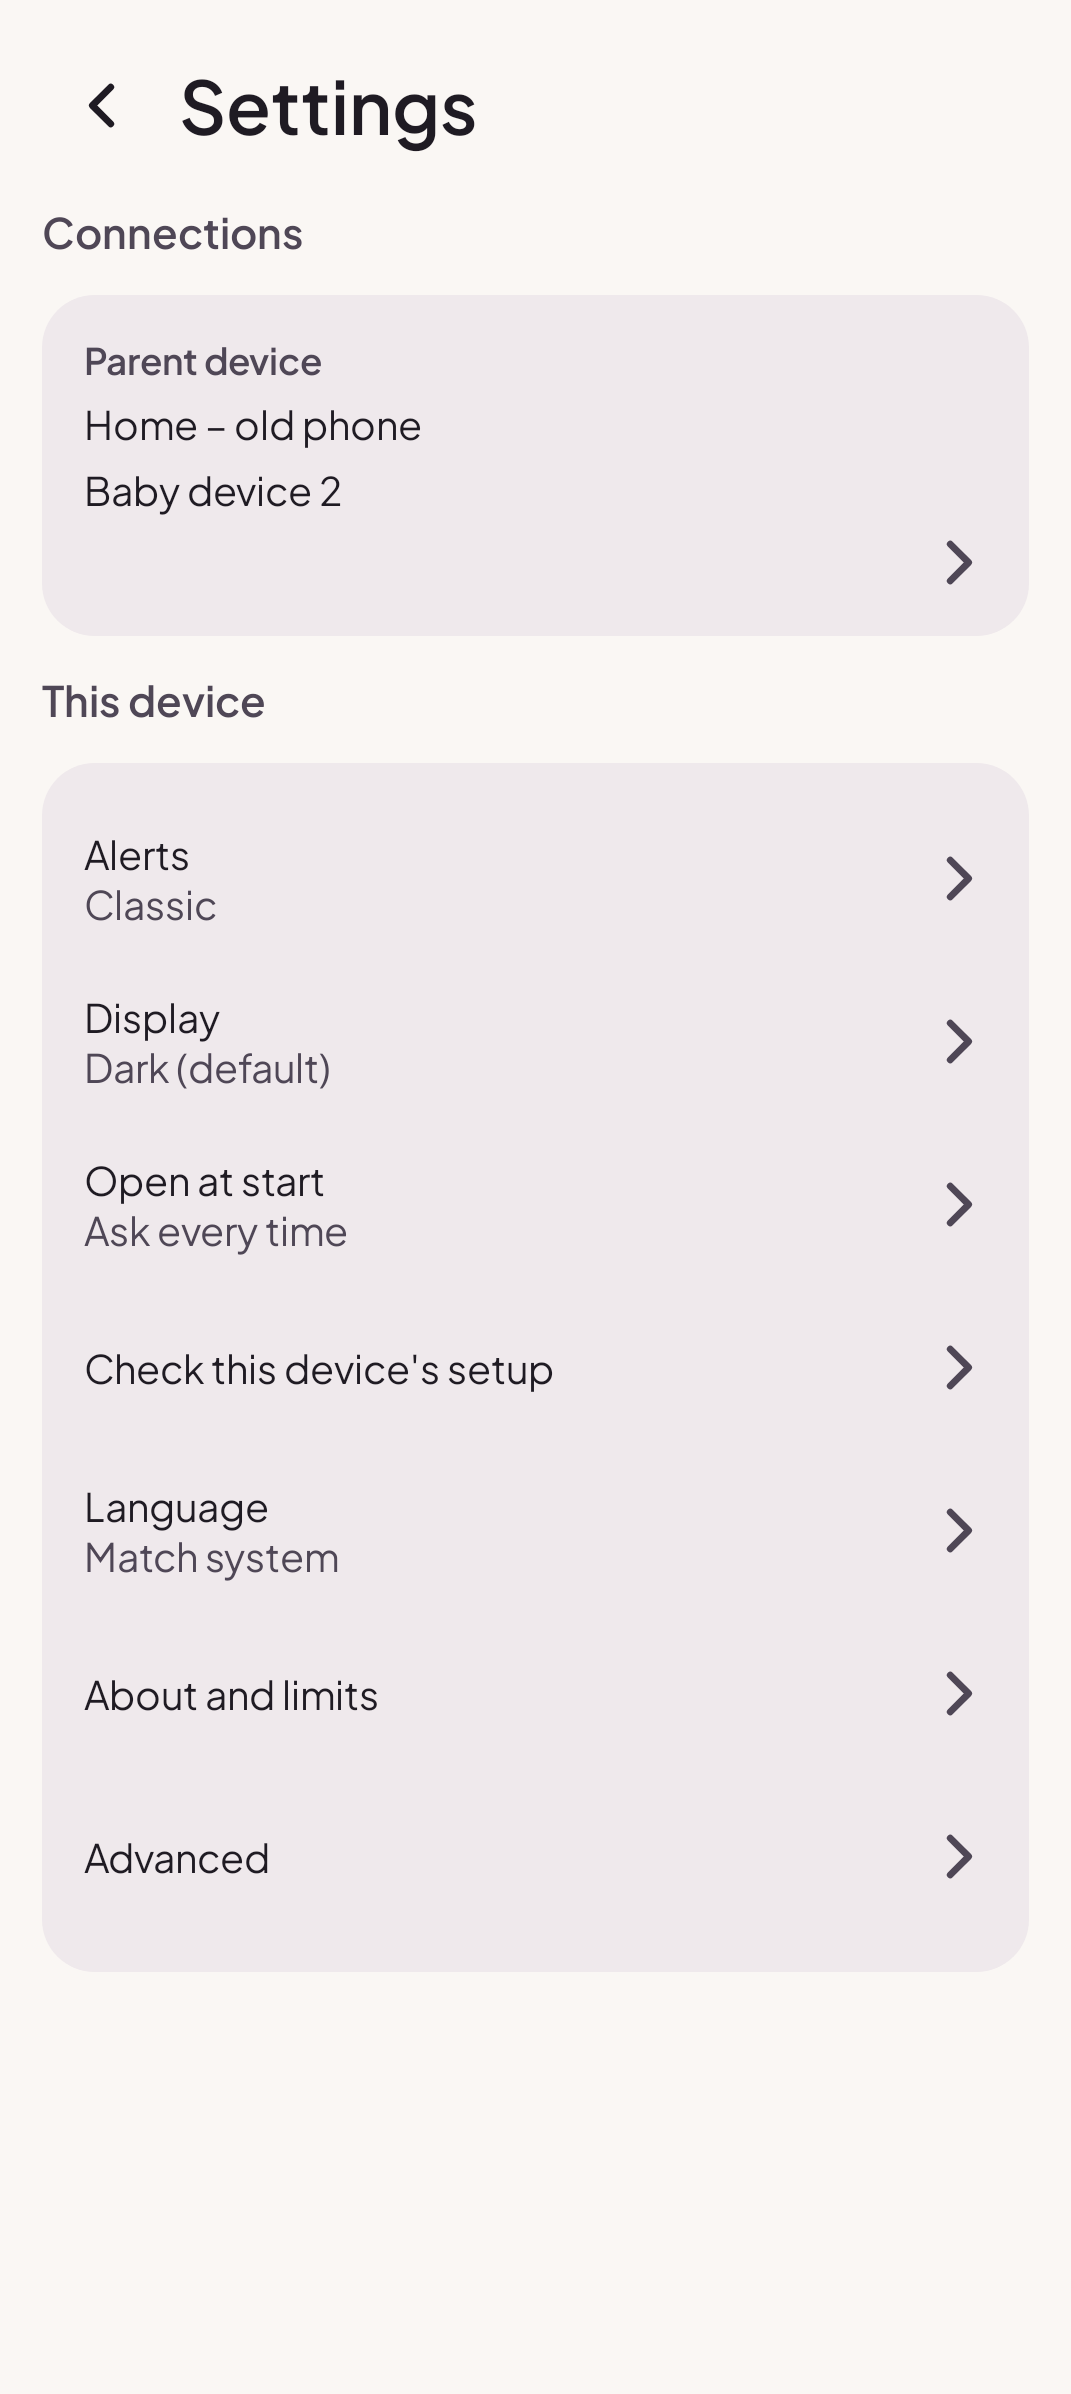 Settings
Connections
Parent device
Home – old phone
Baby device 2
This device
Alerts
Classic
Display
Dark (default)
Open at start
Ask every time
Check this device's setup
Language
Match system
About and limits
Advanced